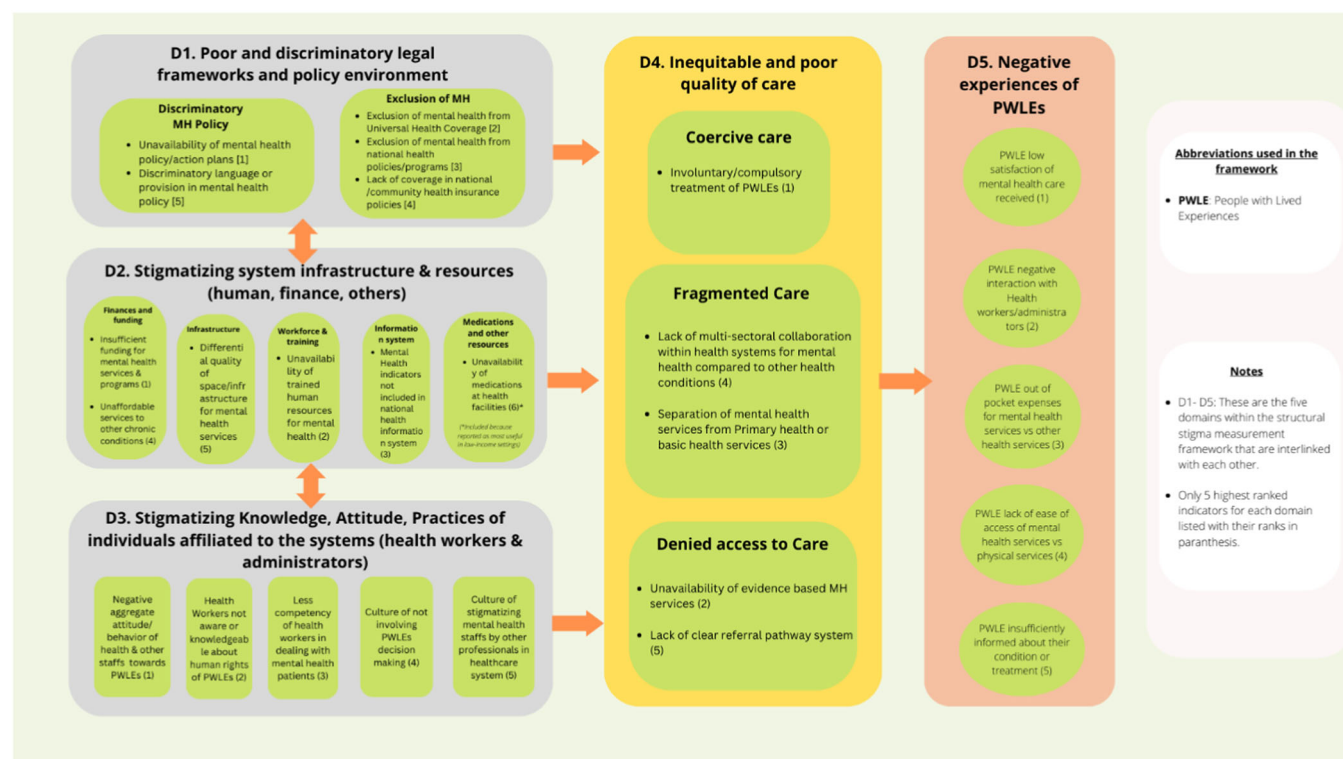 D1. Poor and discriminatory legal
frameworks and policy environment
Discriminatory
MH Policy
• Unavailability of mental health
policy/action plans [1]
• Discriminatory language or
provision in mental health
policy [5]
Exclusion of MH
• Exclusion of mental health from
Universal Health Coverage [2]
• Exclusion of mental health from
national health
policies/programs [3]
• Lack of coverage in national
/community health insurance
policies [4]
D2. Stigmatizing system infrastructure & resources
(human, finance, others)
Finances and
funding
• Insufficient
funding for
mental health
services &
programs (1)
• Unaffordable
services to
other chronic
conditions (4)
Infrastructure
• Differenti
al quality
of
space/infr
astructure
for mental
health
services
(5)
Workforce &
training
• Unavailabi
lity of
trained
human
resources
for mental
health (2)
Informatio
n system
• Mental
Health
indicators
not
included in
national
health
informatio
n system
(3)
Medications
and other
resources
• Unavailabilit
y of
medications
at health
facilities (6)*
(*Included because
reported as most useful
in low-income settings)
D3. Stigmatizing Knowledge, Attitude, Practices of
individuals affiliated to the systems (health workers &
administrators)
Negative
aggregate
attitude/
behavior of
health & other
staffs towards
PWLEs (1)
Health
Workers not
aware or
knowledgeab
le about
human rights
of PWLEs (2)
Less
competency
of health
workers in
dealing with
mental health
patients (3)
Culture of not
involving
PWLEs
decision
making (4)
Culture of
stigmatizing
mental health
staffs by other
professionals in
healthcare
system (5)
D4. Inequitable and poor
quality of care
Coercive care
• Involuntary/compulsory
treatment of PWLEs (1)
Fragmented Care
• Lack of multi-sectoral collaboration
within health systems for mental
health compared to other health
conditions (4)
• Separation of mental health
services from Primary health or
basic health services (3)
Denied access to Care
• Unavailability of evidence based MH
services (2)
• Lack of clear referral pathway system
(5)
D5. Negative
experiences of
PWLEs
PWLE low
satisfaction of
mental health care
received (1)
PWLE negative
interaction with
Health
workers/administra
tors (2)
PWLE out of
pocket expenses
for mental health
services vs other
health services (3)
PWLE lack of ease of
access of mental
health services vs
physical services (4)
PWLE insufficiently
informed about their
condition or
treatment (5)
Abbreviations used in the
framework
• PWLE: People with Lived
Experiences
Notes
• D1- D5: These are the five
domains within the structural
stigma measurement
framework that are interlinked
with each other.
• Only 5 highest ranked
indicators for each domain
listed with their ranks in
paranthesis.